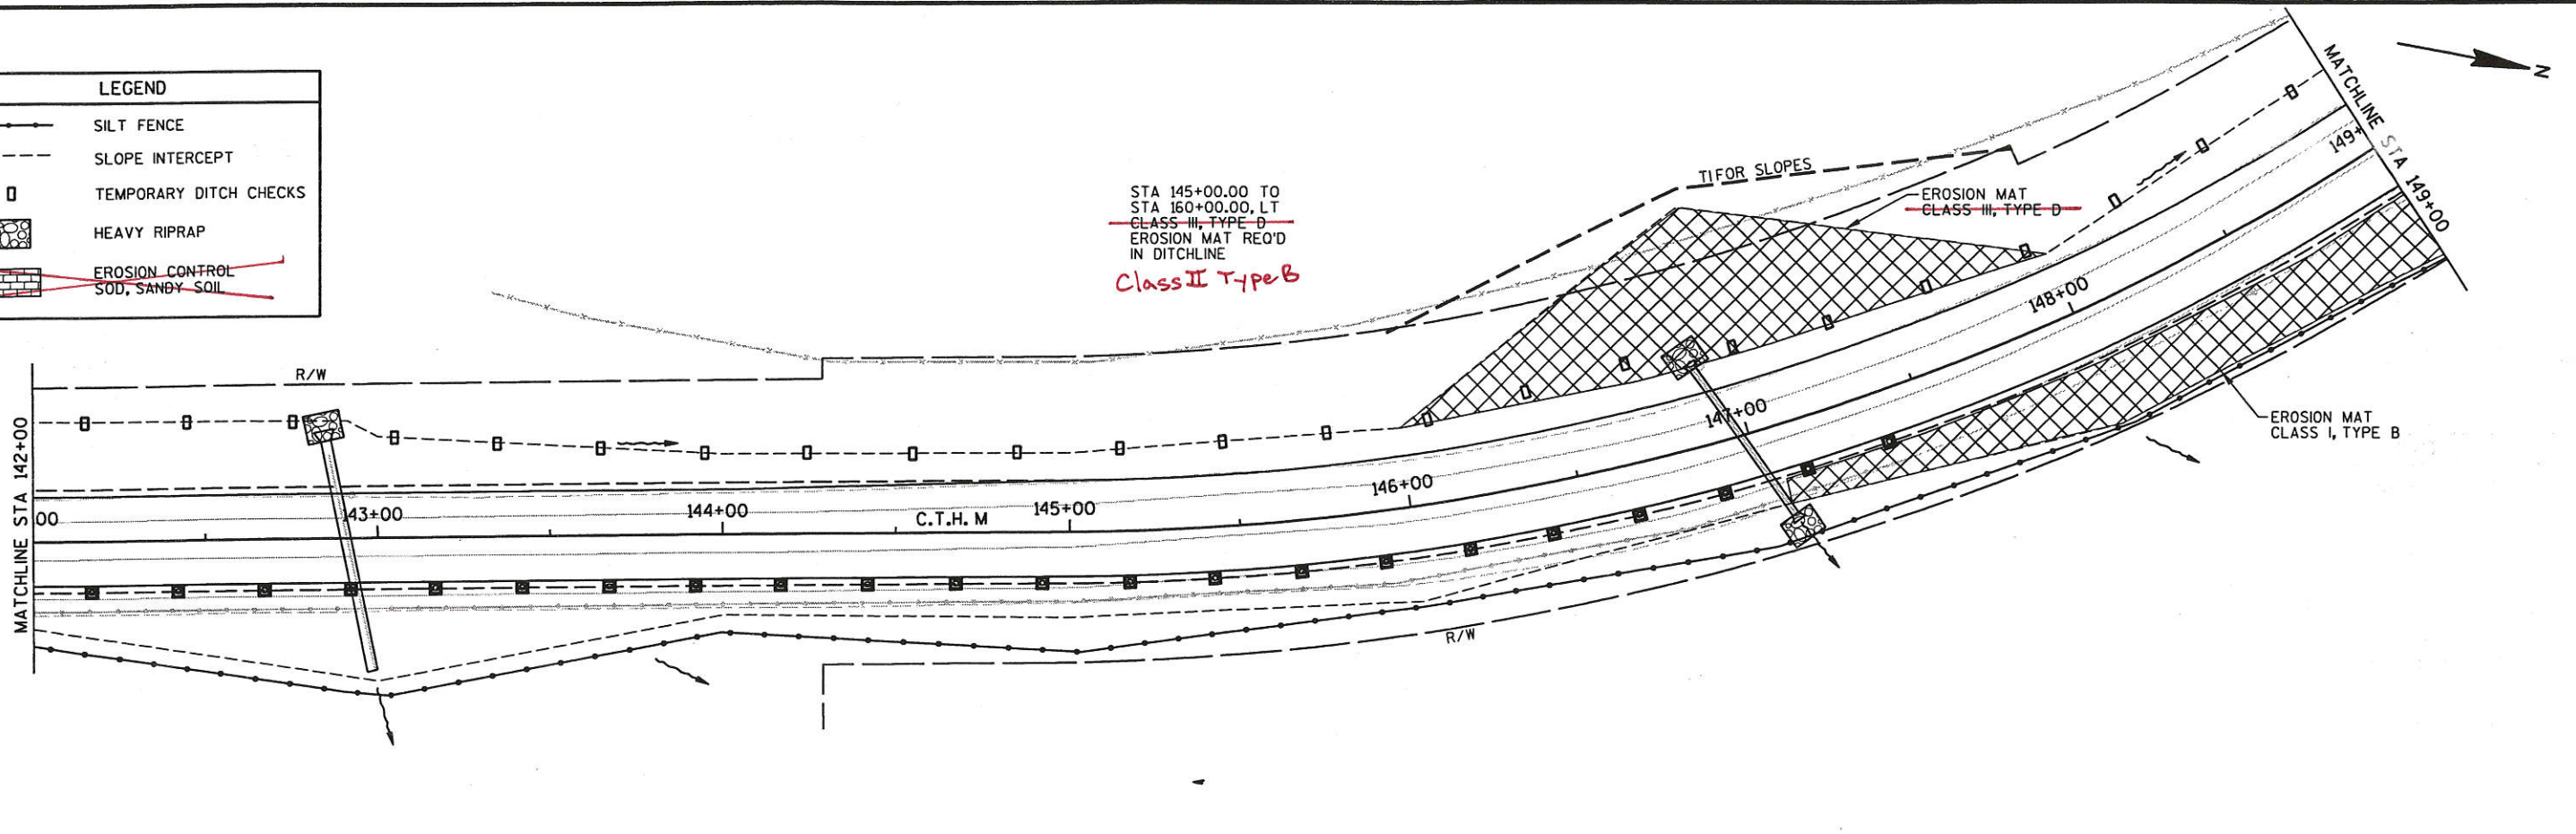 LEGEND
SILT FENCE
SLOPE INTERCEPT
TEMPORARY DITCH CHECKS
HEAVY RIPRAP
EROSION CONTROL
SOD, SANDY SOIL
STA 145+00.00 TO
STA 160+00.00, LT
CLASS III, TYPE D
EROSION MAT REQ'D
IN DITCHLINE
Class II Type B
TI FOR SLOPES
EROSION MAT
CLASS III, TYPE D
MATCHLINE STA 149+00
N
149+
R/W
MATCHLINE STA 142+00
00
143+00
144+00
C.T.H. M
145+00
146+00
147+00
148+00
EROSION MAT
CLASS I, TYPE B
R/W